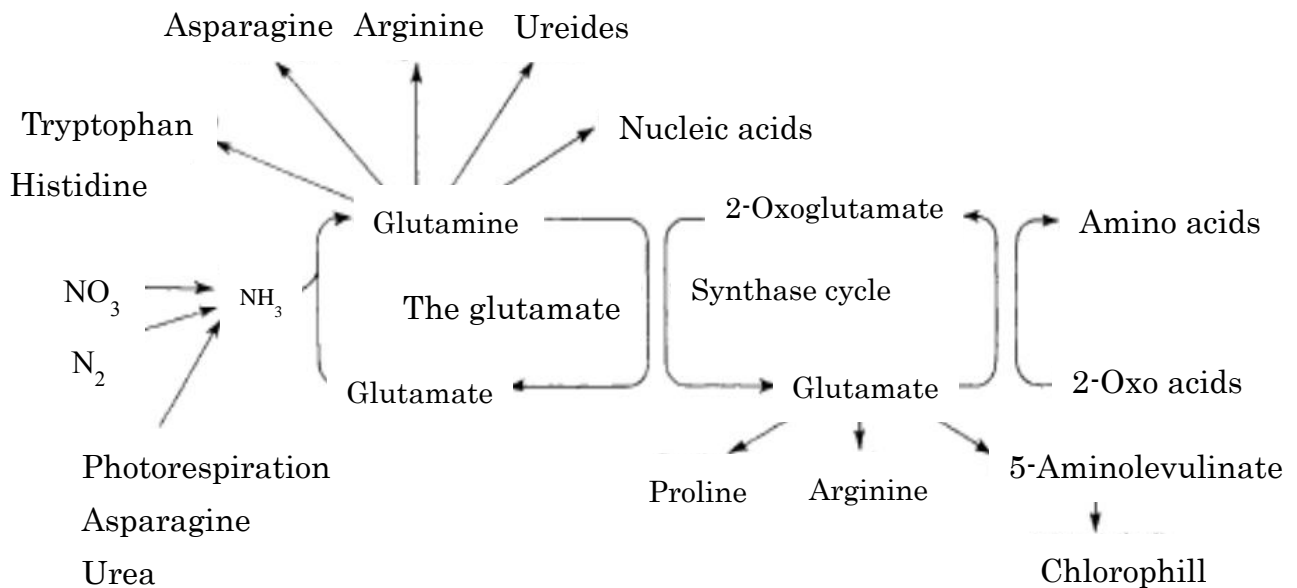 Asparagine Arginine Ureides
Tryptophan
Nucleic acids
Histidine
Glutamine
2-Oxoglutamate
Amino acids
NO3
NH3
The glutamate
Synthase cycle
N2
Glutamate
Glutamate
2-Oxo acids
Photorespiration
Asparagine
Urea
Proline
Arginine
5-Aminolevulinate
Chlorophill